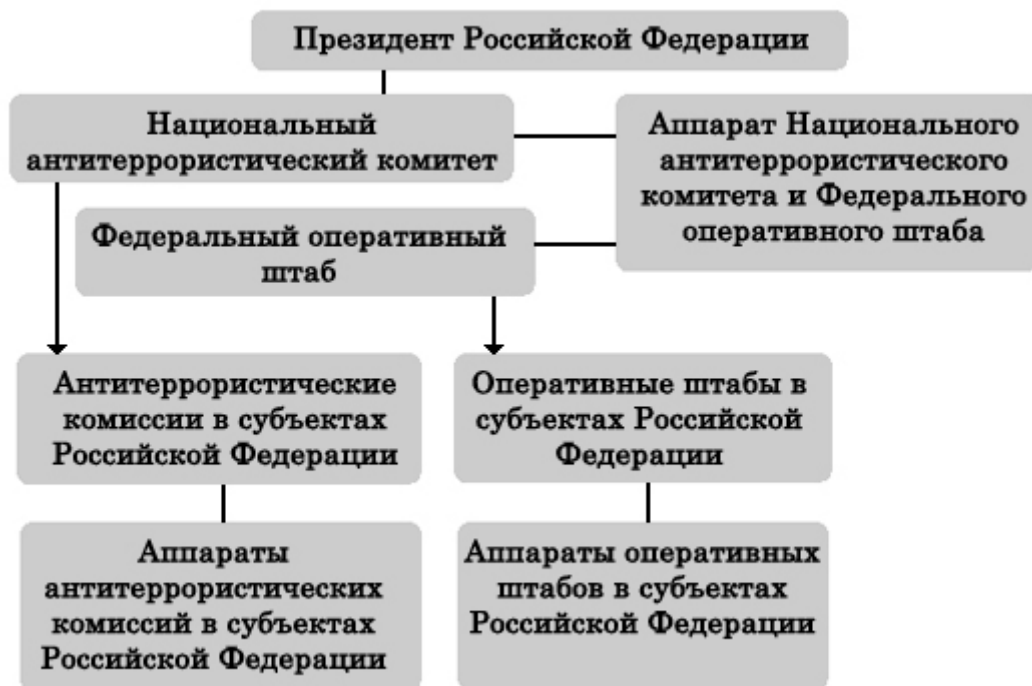 Президент Российской Федерации
Национальный
антитеррористический комитет
Аппарат Национального
антитеррористического
комитета и Федерального
оперативного штаба
Федеральный оперативный
штаб
Антитеррористические
комиссии в субъектах
Российской Федерации
Оперативные штабы в
субъектах Российской
Федерации
Аппараты
антитеррористических
комиссий в субъектах
Российской Федерации
Аппараты оперативных
штабов в субъектах
Российской Федерации